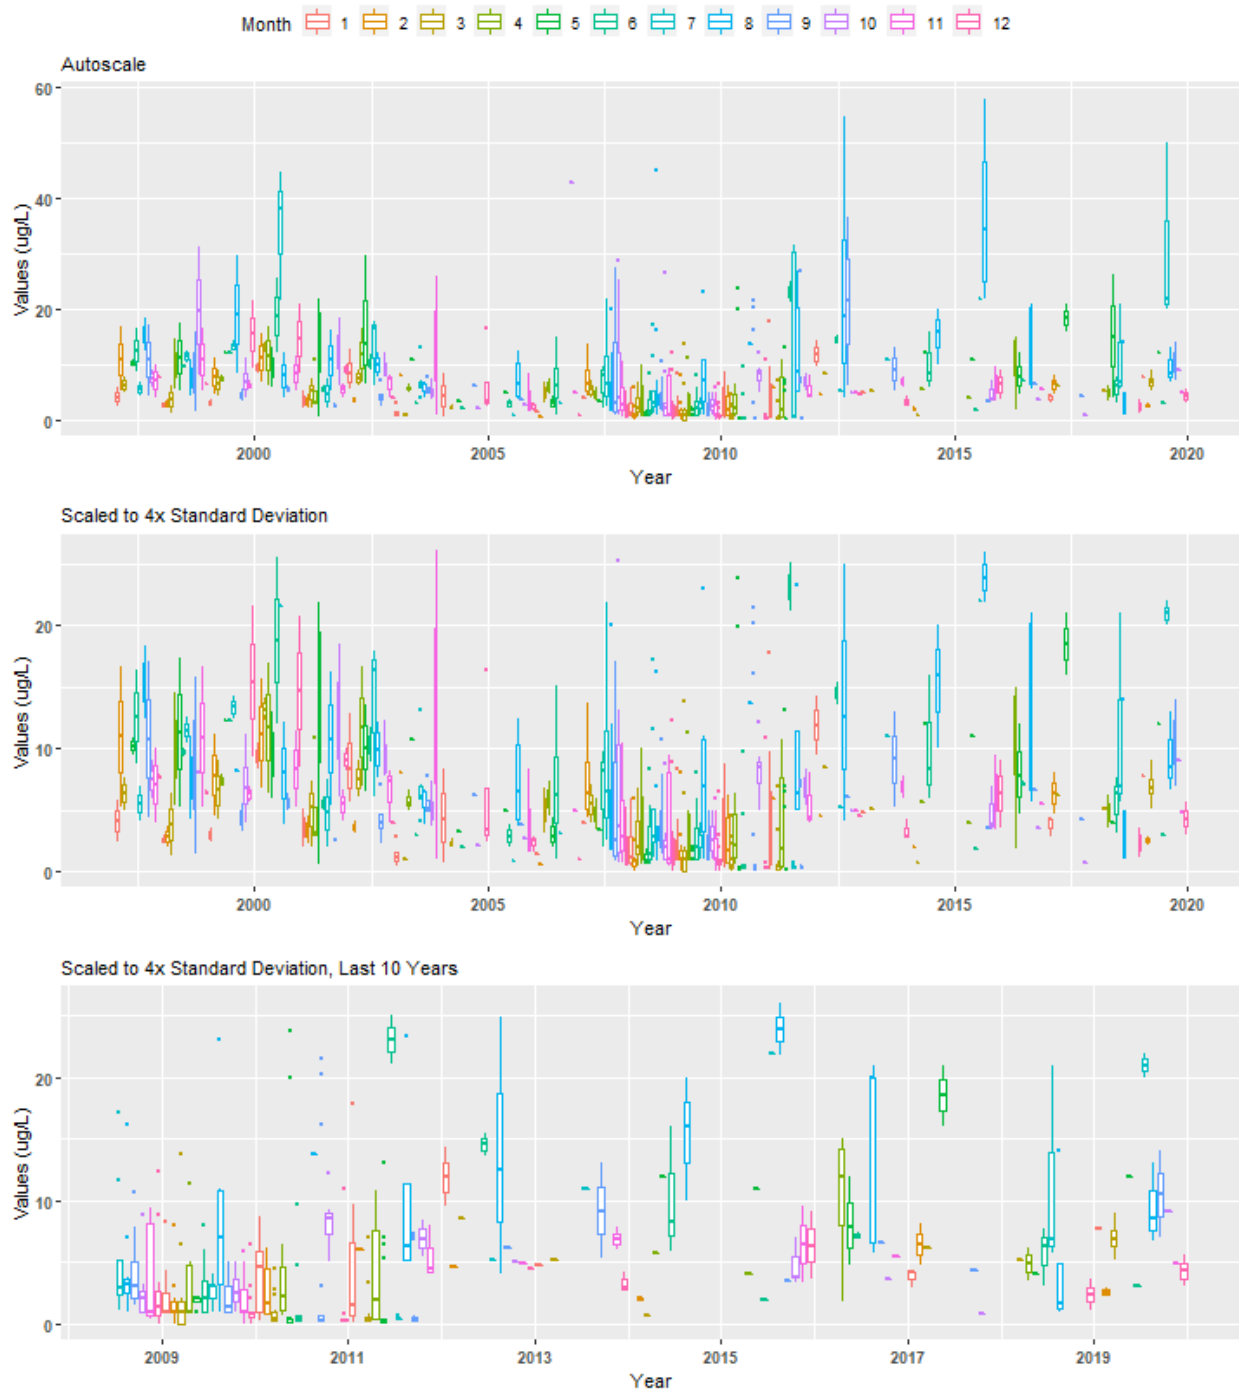 Month 1 2 3 4 5 6 7 8 9 10 11 12
Autoscale
60
40
20
0
Values (ug/L)
2000 2005 2010 2015 2020
Year
Scaled to 4x Standard Deviation
20
10
0
Values (ug/L)
2000 2005 2010 2015 2020
Year
Scaled to 4x Standard Deviation, Last 10 Years
20
10
0
Values (ug/L)
2009 2011 2013 2015 2017 2019
Year